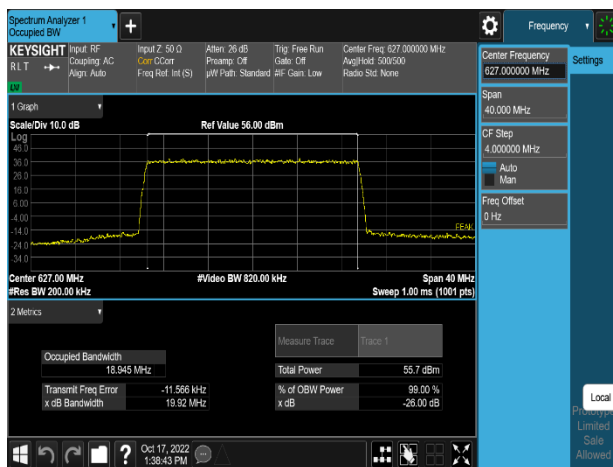 Spectrum Analyzer 1
Occupied BW
+
Frequency
KEYSIGHT
RLT
LXI
Input: RF
Coupling: AC
Align: Auto
Input Z: 50 Ω
Corr CCorr
Freq Ref: Int (S)
Atten: 26 dB
Preamp: Off
µW Path: Standard
Trig: Free Run
Gate: Off
#IF Gain: Low
Center Freq: 627.000000 MHz
Avg|Hold: 500/500
Radio Std: None
Center Frequency
627.000000 MHz
Settings
Span
40.000 MHz
CF Step
4.000000 MHz
Auto
Man
Freq Offset
0 Hz
1 Graph
Scale/Div 10.0 dB
Ref Value 56.00 dBm
Log
46.0
36.0
26.0
16.0
6.00
-4.00
-14.0
-24.0
-34.0
PEAK
Center 627.00 MHz
#Video BW 820.00 kHz
Span 40 MHz
#Res BW 200.00 kHz
Sweep 1.00 ms (1001 pts)
2 Metrics
Measure Trace
Trace 1
Occupied Bandwidth
18.945 MHz
Total Power
55.7 dBm
Transmit Freq Error
-11.566 kHz
% of OBW Power
99.00 %
x dB Bandwidth
19.92 MHz
x dB
-26.00 dB
Local
Prototype
Limited
Sale
Allowed
?
Oct 17, 2022
1:38:43 PM